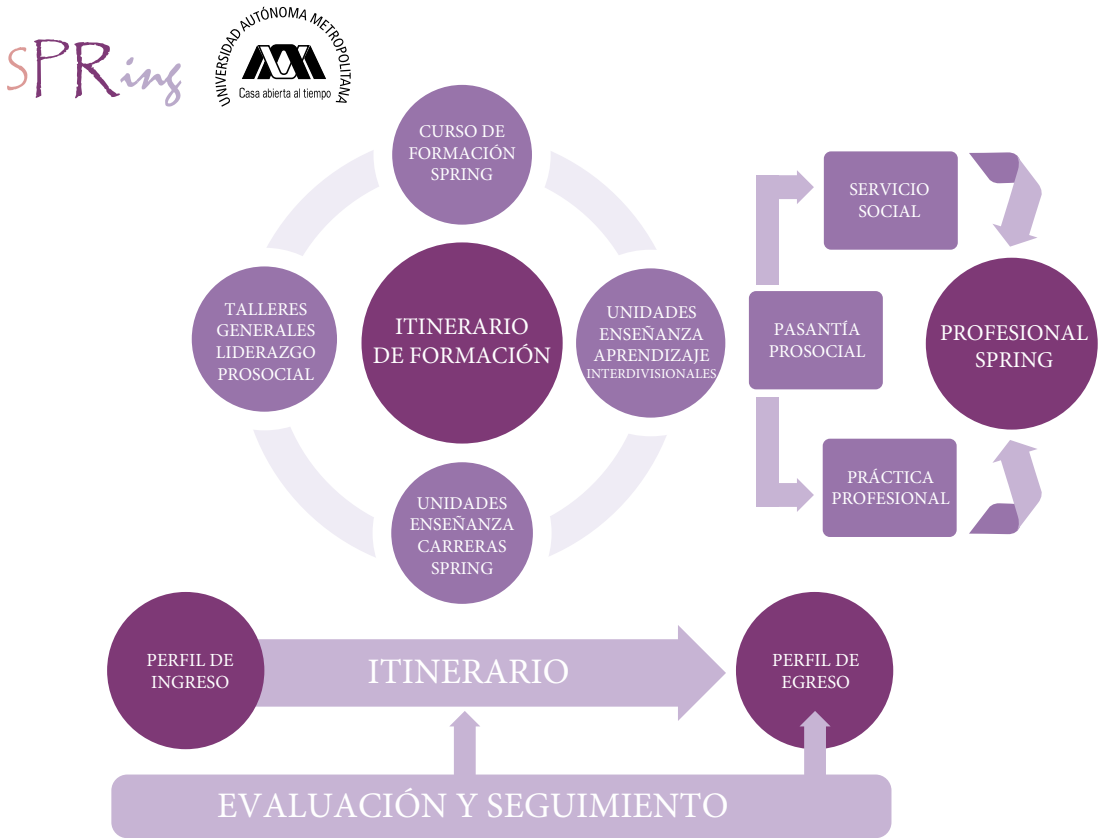 sPRing
UNIVERSIDAD AUTÓNOMA METROPOLITANA
Casa abierta al tiempo
CURSO DE
FORMACIÓN
SPRING
TALLERES
GENERALES
LIDERAZGO
PROSOCIAL
ITINERARIO
DE FORMACIÓN
UNIDADES
ENSEÑANZA
APRENDIZAJE
INTERDIVISIONALES
UNIDADES
ENSEÑANZA
CARRERAS
SPRING
SERVICIO
SOCIAL
PASANTÍA
PROSOCIAL
PRÁCTICA
PROFESIONAL
PROFESIONAL
SPRING
PERFIL DE
INGRESO
ITINERARIO
PERFIL DE
EGRESO
EVALUACIÓN Y SEGUIMIENTO